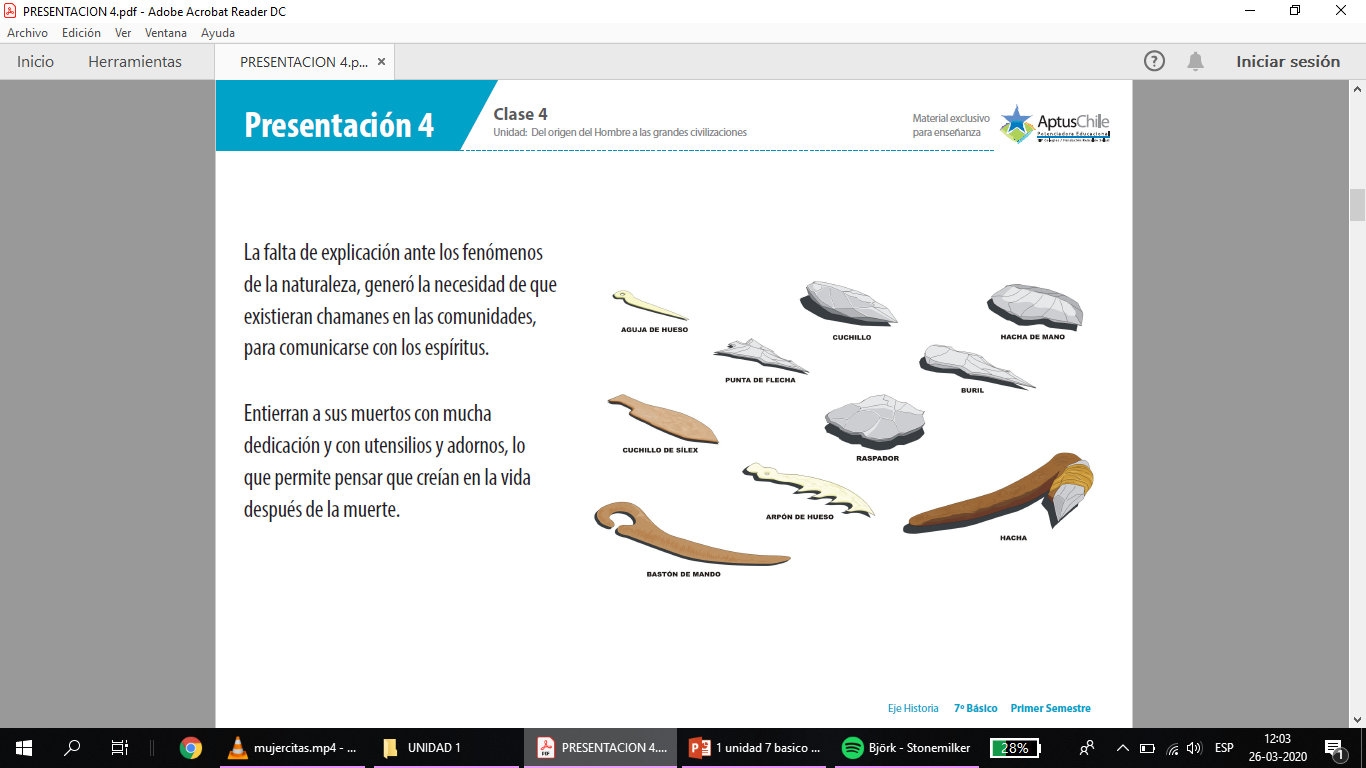 PRESENTACION 4.pdf - Adobe Acrobat Reader DC
Archivo Edición Ver Ventana Ayuda
Inicio Herramientas PRESENTACION 4.p... Iniciar sesión
Presentación 4
Clase 4
Unidad: Del origen del Hombre a las grandes civilizaciones
Material exclusivo
para enseñanza
AptusChile
Potenciadora Educacional
La falta de explicación ante los fenómenos
de la naturaleza, generó la necesidad de que
existieran chamanes en las comunidades,
para comunicarse con los espíritus.
Entierran a sus muertos con mucha
dedicación y con utensilios y adornos, lo
que permite pensar que creían en la vida
después de la muerte.
AGUJA DE HUESO
CUCHILLO
HACHA DE MANO
PUNTA DE FLECHA
BURIL
CUCHILLO DE SÍLEX
RASPADOR
ARPÓN DE HUESO
HACHA
BASTÓN DE MANDO
Eje Historia 7º Básico Primer Semestre
mujercitas.mp4 - ... UNIDAD 1 PRESENTACION 4.... 1 unidad 7 basico ... Björk - Stonemilker 28% ESP 12:03
26-03-2020 1